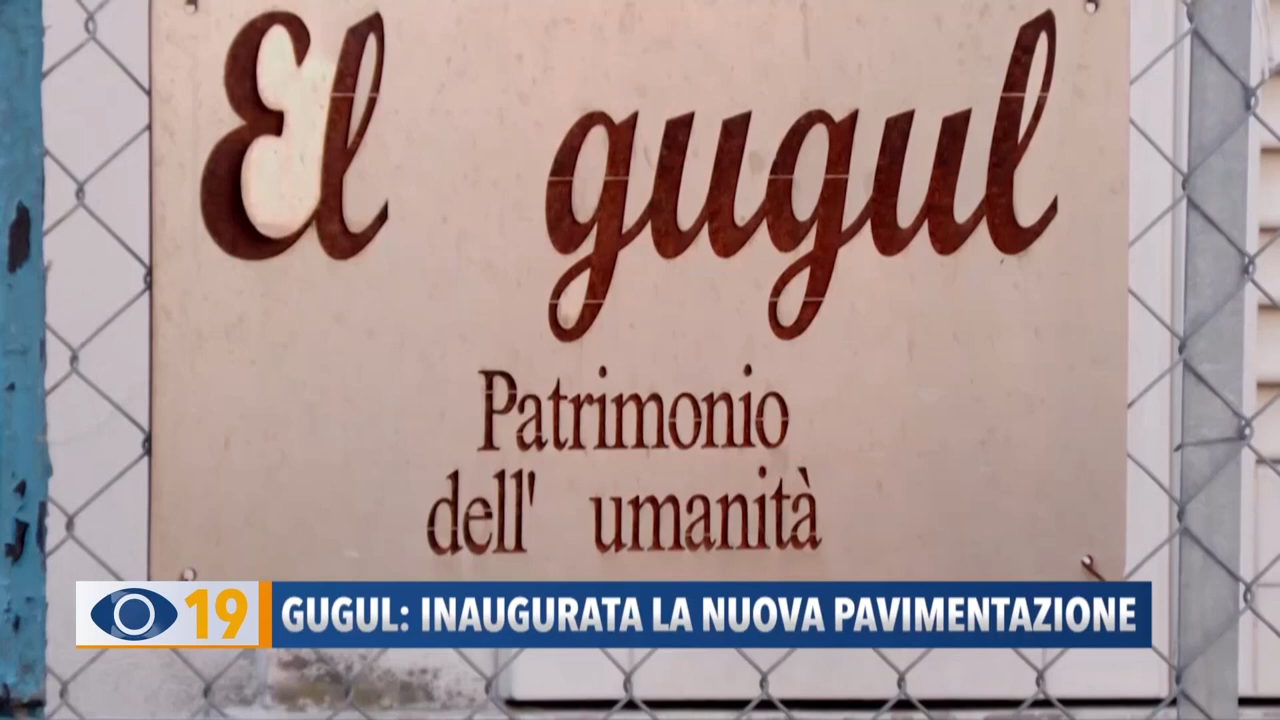 El gugul
Patrimonio
dell' umanità
19 GUGUL: INAUGURATA LA NUOVA PAVIMENTAZIONE